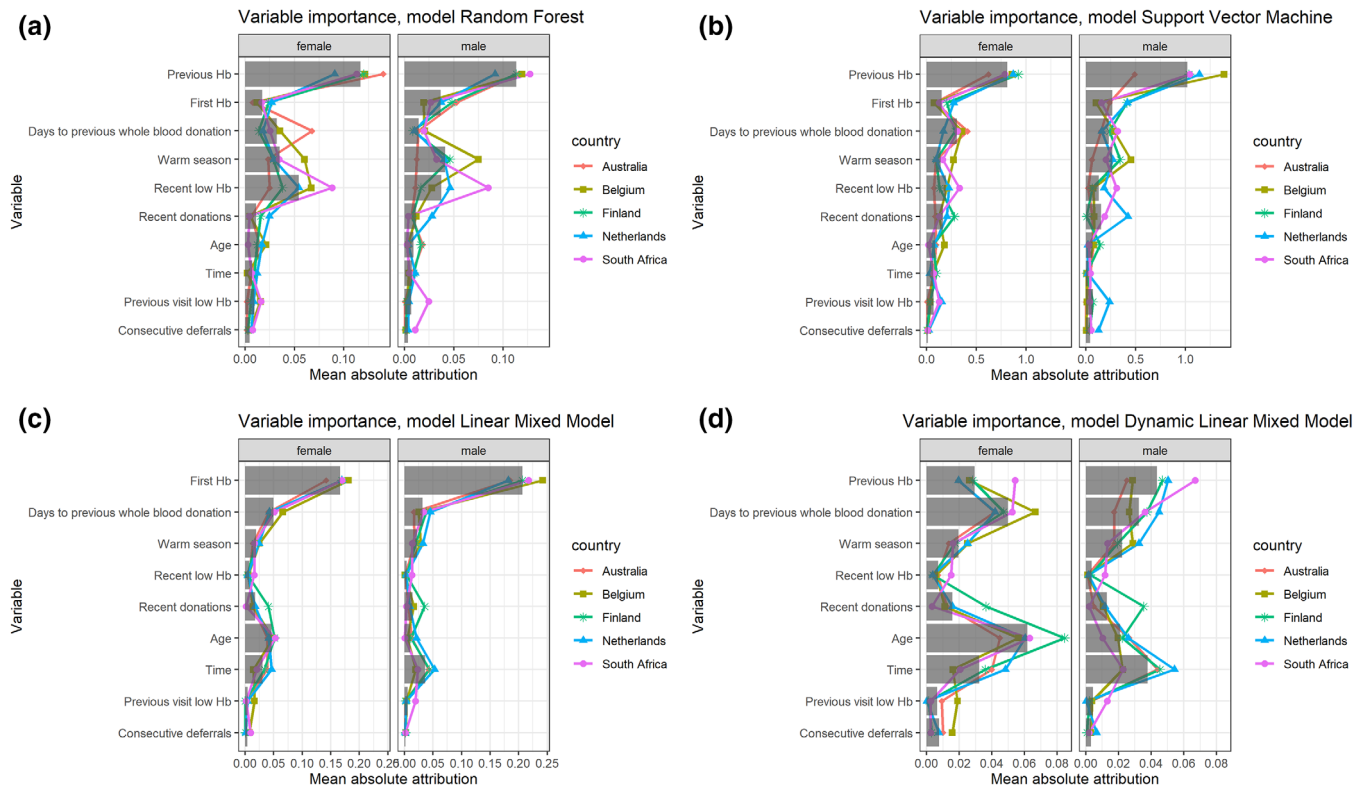 (a)
Variable importance, model Random Forest
female
male
Variable
Previous Hb
First Hb
Days to previous whole blood donation
Warm season
Recent low Hb
Recent donations
Age
Time
Previous visit low Hb
Consecutive deferrals
0.00 0.05 0.10 0.00 0.05 0.10
Mean absolute attribution
country
Australia
Belgium
Finland
Netherlands
South Africa
(b)
Variable importance, model Support Vector Machine
female
male
Variable
Previous Hb
First Hb
Days to previous whole blood donation
Warm season
Recent low Hb
Recent donations
Age
Time
Previous visit low Hb
Consecutive deferrals
0.0 0.5 1.0 0.0 0.5 1.0
Mean absolute attribution
country
Australia
Belgium
Finland
Netherlands
South Africa
(c)
Variable importance, model Linear Mixed Model
female
male
Variable
First Hb
Days to previous whole blood donation
Warm season
Recent low Hb
Recent donations
Age
Time
Previous visit low Hb
Consecutive deferrals
0.00 0.05 0.10 0.15 0.20 0.25 0.00 0.05 0.10 0.15 0.20 0.25
Mean absolute attribution
country
Australia
Belgium
Finland
Netherlands
South Africa
(d)
Variable importance, model Dynamic Linear Mixed Model
female
male
Variable
Previous Hb
Days to previous whole blood donation
Warm season
Recent low Hb
Recent donations
Age
Time
Previous visit low Hb
Consecutive deferrals
0.00 0.02 0.04 0.06 0.08 0.00 0.02 0.04 0.06 0.08
Mean absolute attribution
country
Australia
Belgium
Finland
Netherlands
South Africa